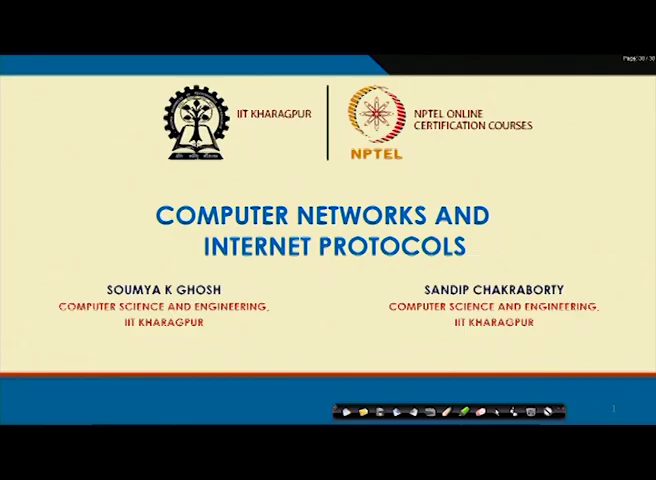 IIT KHARAGPUR
NPTEL ONLINE
CERTIFICATION COURSES
NPTEL
COMPUTER NETWORKS AND
INTERNET PROTOCOLS
SOUMYA K GHOSH
COMPUTER SCIENCE AND ENGINEERING,
IIT KHARAGPUR
SANDIP CHAKRABORTY
COMPUTER SCIENCE AND ENGINEERING,
IIT KHARAGPUR
1